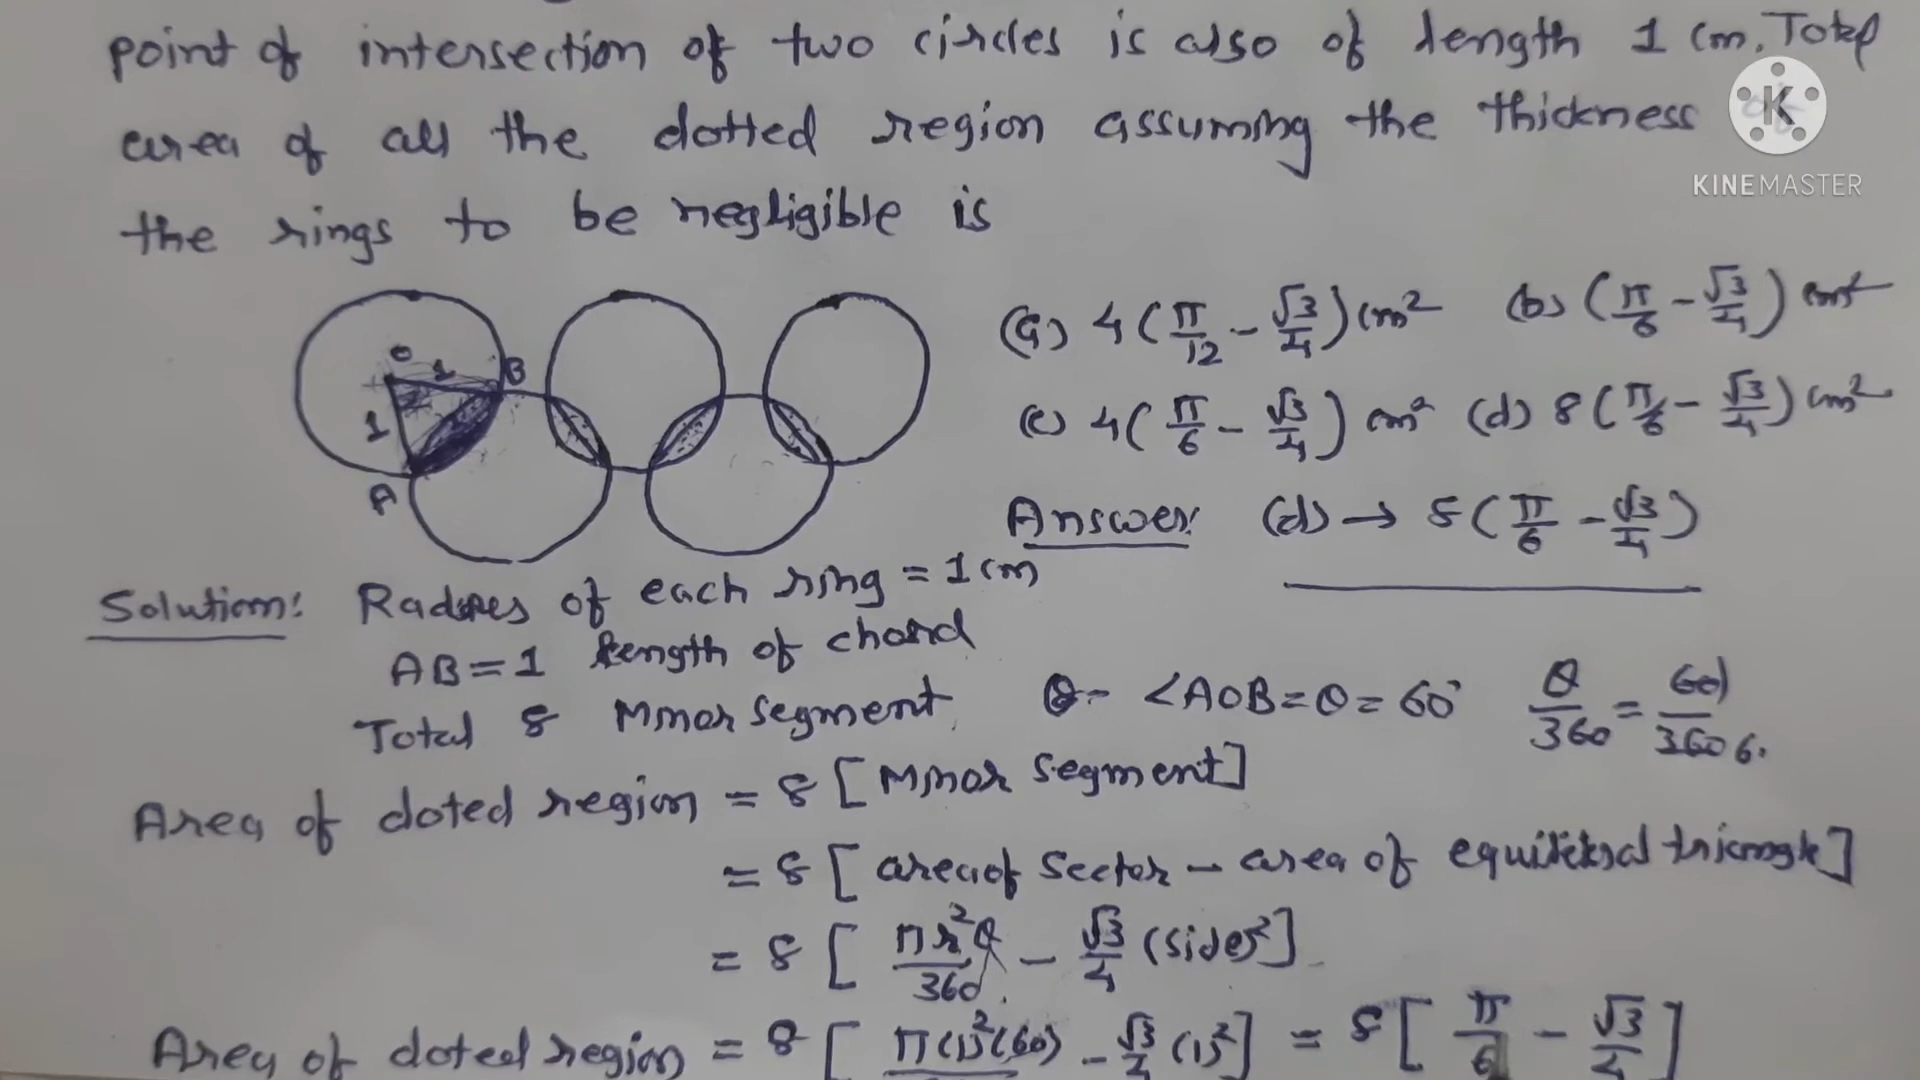 point of intersection of two circles is also of length 1 cm. Total
area of all the dotted region assuming the thickness of
the rings to be negligible is
KINEMASTER
(a) 4(π/12 - √3/4) cm² (b) (π/6 - √3/4) cm²
(c) 4(π/6 - √3/4) cm² (d) 8(π/6 - √3/4) cm²
O
1 B
1
A
Answer: (d) → 8(π/6 - √3/4)
Solution: Radius of each ring = 1 cm
AB = 1 length of chord
Total 8 Minor segment θ- ∠AOB = θ = 60° θ/360 = 60/360 6.
Area of doted region = 8 [Minor segment]
= 8 [area of sector - area of equiliteral triangle]
= 8 [πr²θ/360 - √3/4 (side)²]
Area of doted region = 8 [π(1)²(60) - √3/4 (1)²] = 8 [π/6 - √3/4]